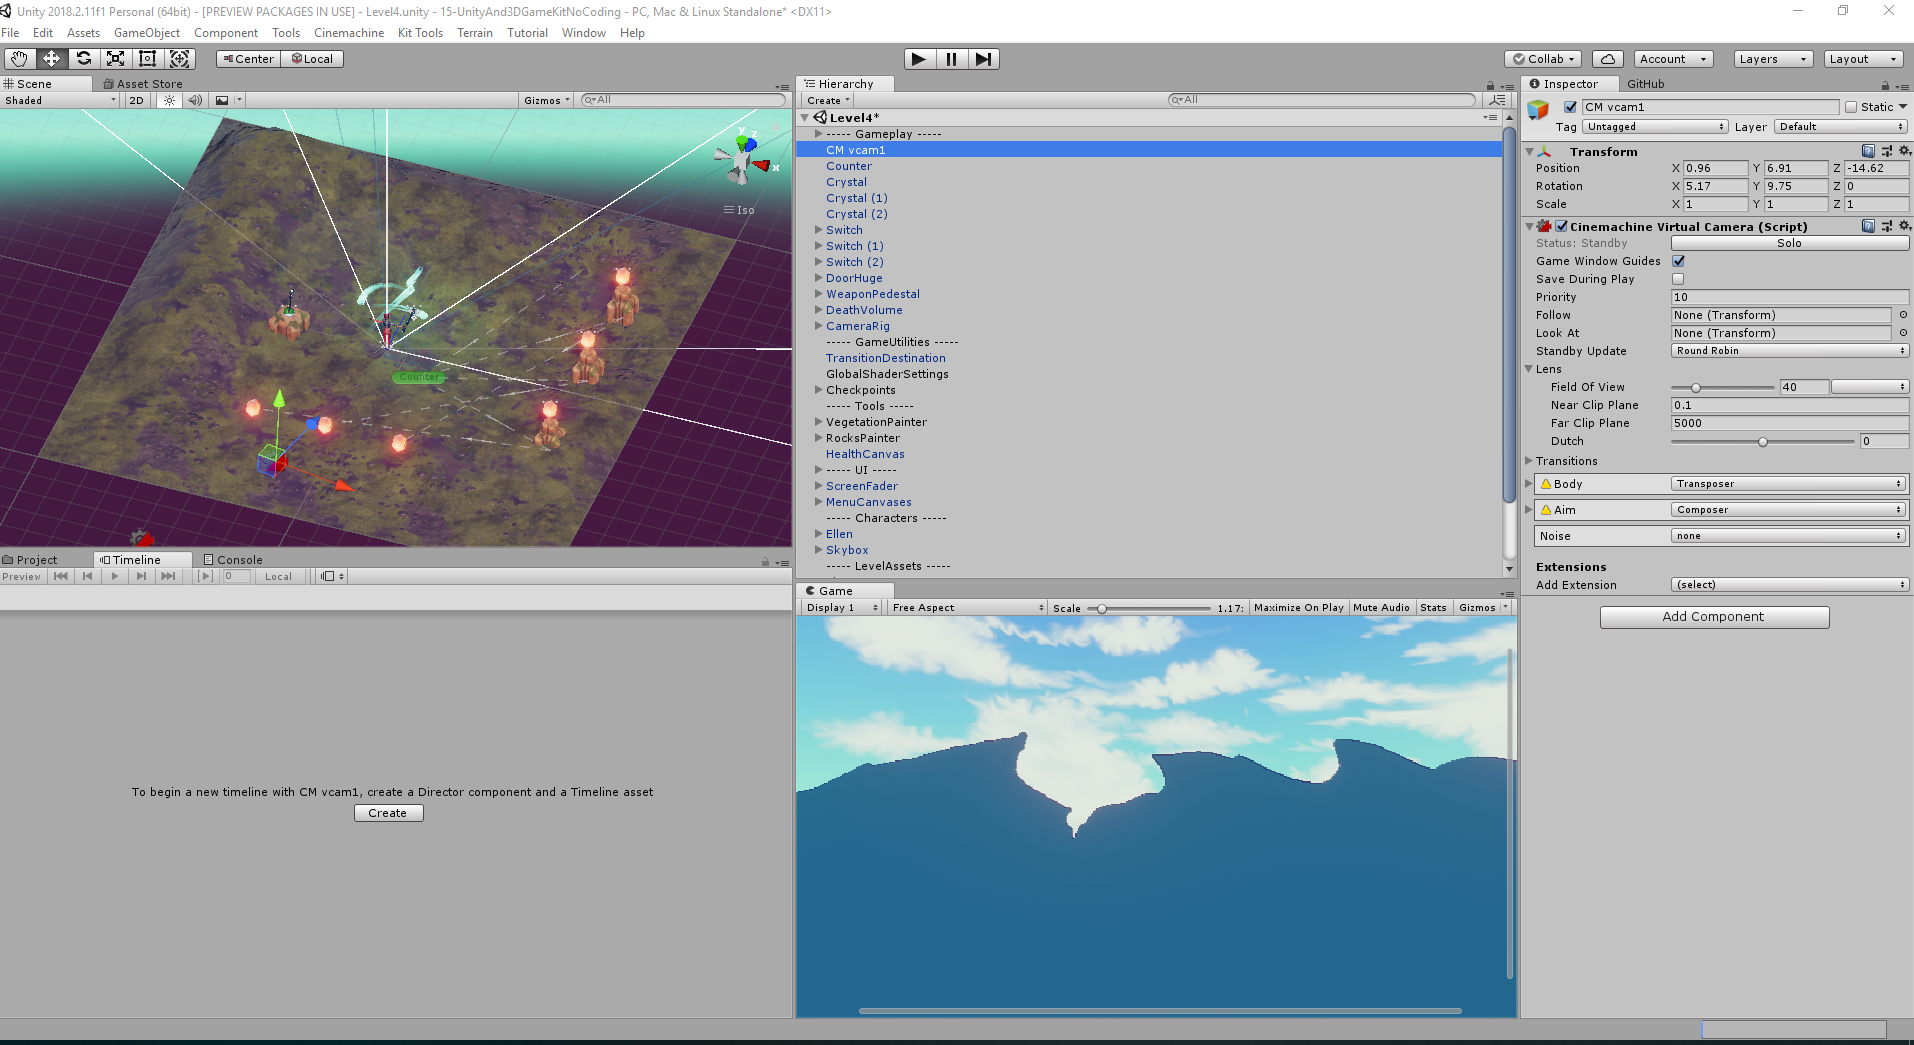 Unity 2018.2.11f1 Personal (64bit) - [PREVIEW PACKAGES IN USE] - Level4.unity - 15-UnityAnd3DGameKitNoCoding - PC, Mac & Linux Standalone* <DX11>
File Edit Assets GameObject Component Tools Cinemachine Kit Tools Terrain Tutorial Window Help
Center Local
Collab Account Layers Layout
Scene Asset Store
Shaded 2D Gizmos All
y
z
x
Iso
Counter
Project Timeline Console
Preview 0 Local
To begin a new timeline with CM vcam1, create a Director component and a Timeline asset
Create
Hierarchy
Create All
Level4*
----- Gameplay -----
CM vcam1
Counter
Crystal
Crystal (1)
Crystal (2)
Switch
Switch (1)
Switch (2)
DoorHuge
WeaponPedestal
DeathVolume
CameraRig
----- GameUtilities -----
TransitionDestination
GlobalShaderSettings
Checkpoints
----- Tools -----
VegetationPainter
RocksPainter
HealthCanvas
----- UI -----
ScreenFader
MenuCanvases
----- Characters -----
Ellen
Skybox
----- LevelAssets -----
Game
Display 1 Free Aspect Scale 1.17: Maximize On Play Mute Audio Stats Gizmos
Inspector GitHub
CM vcam1 Static
Tag Untagged Layer Default
Transform
Position X 0.96 Y 6.91 Z -14.62
Rotation X 5.17 Y 9.75 Z 0
Scale X 1 Y 1 Z 1
Cinemachine Virtual Camera (Script)
Status: Standby Solo
Game Window Guides
Save During Play
Priority 10
Follow None (Transform)
Look At None (Transform)
Standby Update Round Robin
Lens
Field Of View 40
Near Clip Plane 0.1
Far Clip Plane 5000
Dutch 0
Transitions
Body Transposer
Aim Composer
Noise none
Extensions
Add Extension (select)
Add Component